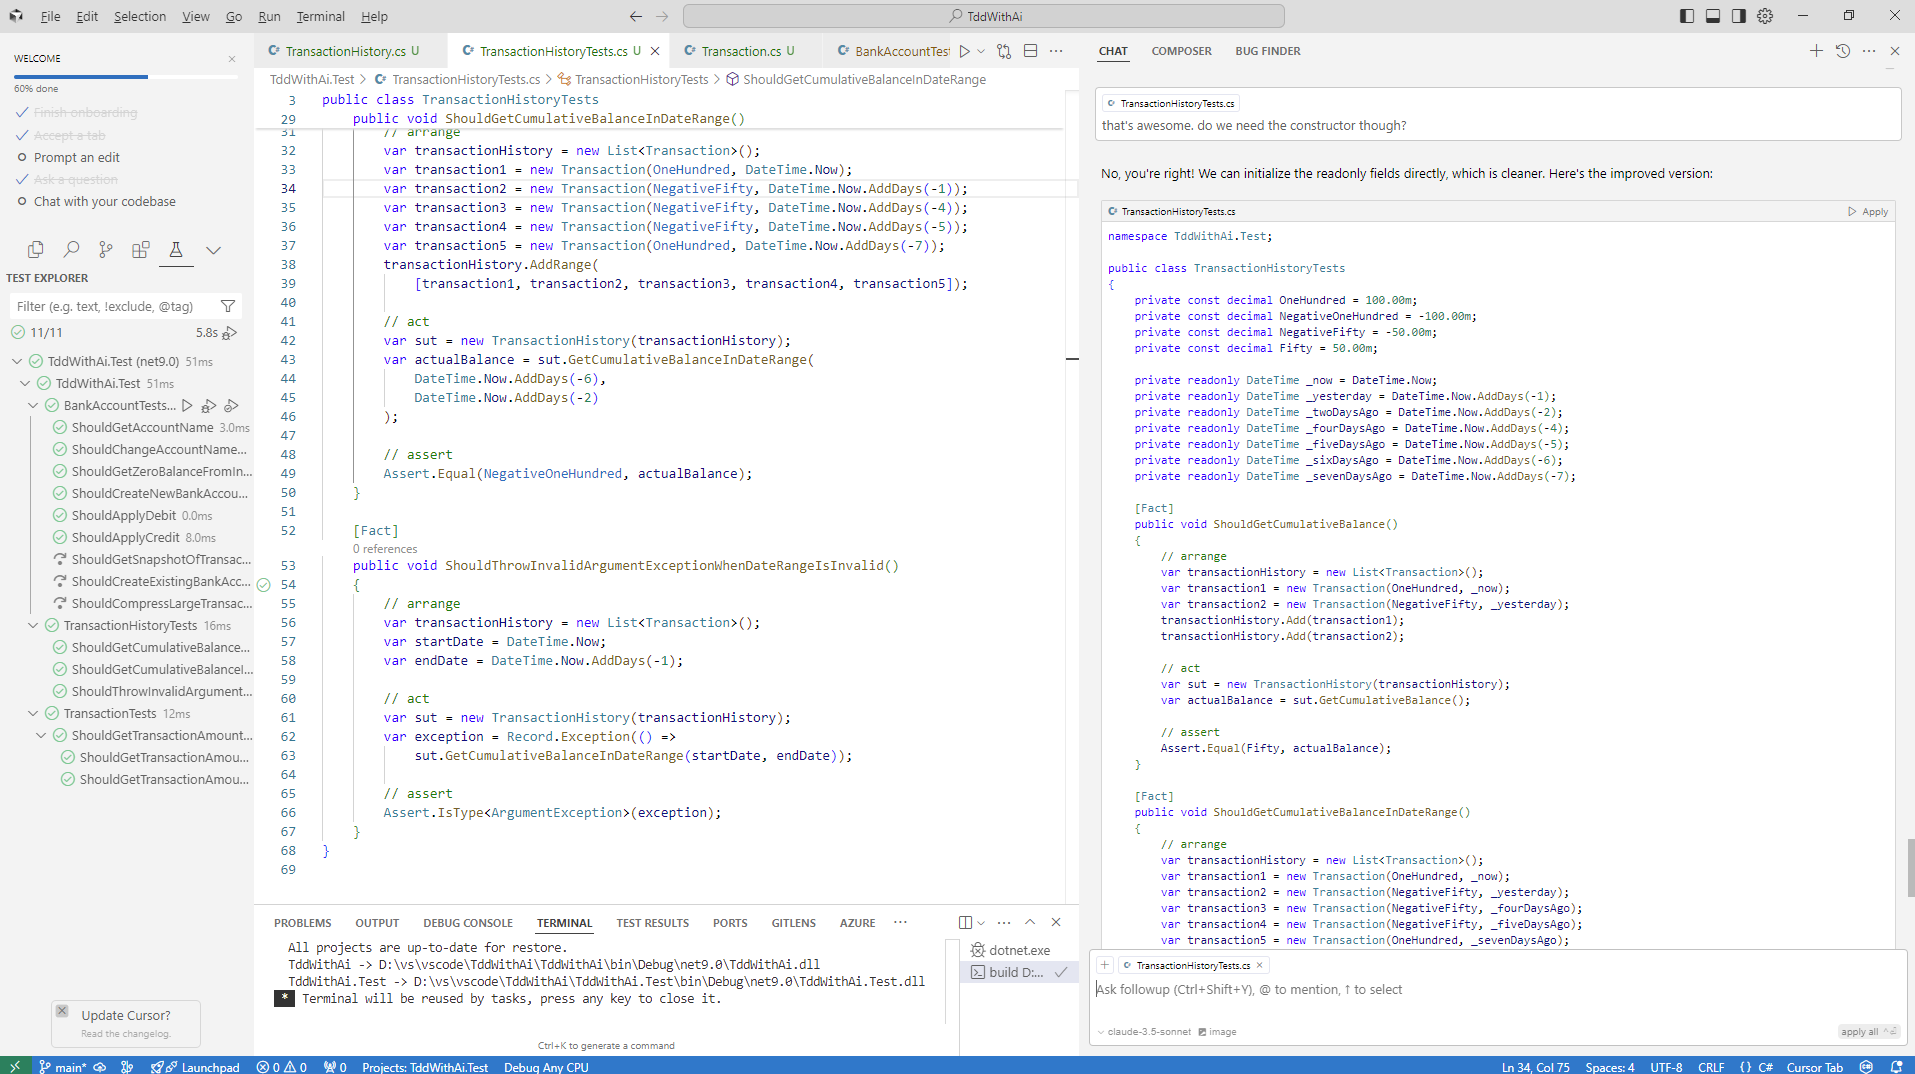 File Edit Selection View Go Run Terminal Help
TddWithAi
WELCOME
60% done
Finish onboarding
Accept a tab
Prompt an edit
Ask a question
Chat with your codebase
TEST EXPLORER
Filter (e.g. text, !exclude, @tag)
11/11 5.8s
TddWithAi.Test (net9.0) 51ms
TddWithAi.Test 51ms
BankAccountTests...
ShouldGetAccountName 3.0ms
ShouldChangeAccountName...
ShouldGetZeroBalanceFromIn...
ShouldCreateNewBankAccou...
ShouldApplyDebit 0.0ms
ShouldApplyCredit 8.0ms
ShouldGetSnapshotOfTransac...
ShouldCreateExistingBankAcc...
ShouldCompressLargeTransac...
TransactionHistoryTests 16ms
ShouldGetCumulativeBalance...
ShouldGetCumulativeBalanceI...
ShouldThrowInvalidArgument...
TransactionTests 12ms
ShouldGetTransactionAmount...
ShouldGetTransactionAmou...
ShouldGetTransactionAmou...
Update Cursor?
Read the changelog.
TransactionHistory.cs U
TransactionHistoryTests.cs U
Transaction.cs U
BankAccountTest
TddWithAi.Test > TransactionHistoryTests.cs > TransactionHistoryTests > ShouldGetCumulativeBalanceInDateRange
3 public class TransactionHistoryTests
29 public void ShouldGetCumulativeBalanceInDateRange()
31 // arrange
32 var transactionHistory = new List<Transaction>();
33 var transaction1 = new Transaction(OneHundred, DateTime.Now);
34 var transaction2 = new Transaction(NegativeFifty, DateTime.Now.AddDays(-1));
35 var transaction3 = new Transaction(NegativeFifty, DateTime.Now.AddDays(-4));
36 var transaction4 = new Transaction(NegativeFifty, DateTime.Now.AddDays(-5));
37 var transaction5 = new Transaction(OneHundred, DateTime.Now.AddDays(-7));
38 transactionHistory.AddRange(
39 [transaction1, transaction2, transaction3, transaction4, transaction5]);
40
41 // act
42 var sut = new TransactionHistory(transactionHistory);
43 var actualBalance = sut.GetCumulativeBalanceInDateRange(
44 DateTime.Now.AddDays(-6),
45 DateTime.Now.AddDays(-2)
46 );
47
48 // assert
49 Assert.Equal(NegativeOneHundred, actualBalance);
50 }
51
52 [Fact]
0 references
53 public void ShouldThrowInvalidArgumentExceptionWhenDateRangeIsInvalid()
54 {
55 // arrange
56 var transactionHistory = new List<Transaction>();
57 var startDate = DateTime.Now;
58 var endDate = DateTime.Now.AddDays(-1);
59
60 // act
61 var sut = new TransactionHistory(transactionHistory);
62 var exception = Record.Exception(() =>
63 sut.GetCumulativeBalanceInDateRange(startDate, endDate));
64
65 // assert
66 Assert.IsType<ArgumentException>(exception);
67 }
68 }
69
PROBLEMS OUTPUT DEBUG CONSOLE TERMINAL TEST RESULTS PORTS GITLENS AZURE ...
All projects are up-to-date for restore.
TddWithAi -> D:\vs\vscode\TddWithAi\TddWithAi\bin\Debug\net9.0\TddWithAi.dll
TddWithAi.Test -> D:\vs\vscode\TddWithAi\TddWithAi.Test\bin\Debug\net9.0\TddWithAi.Test.dll
* Terminal will be reused by tasks, press any key to close it.
Ctrl+K to generate a command
dotnet.exe
build D:...
CHAT COMPOSER BUG FINDER
TransactionHistoryTests.cs
that's awesome. do we need the constructor though?
No, you're right! We can initialize the readonly fields directly, which is cleaner. Here's the improved version:
TransactionHistoryTests.cs Apply
namespace TddWithAi.Test;
public class TransactionHistoryTests
{
private const decimal OneHundred = 100.00m;
private const decimal NegativeOneHundred = -100.00m;
private const decimal NegativeFifty = -50.00m;
private const decimal Fifty = 50.00m;
private readonly DateTime _now = DateTime.Now;
private readonly DateTime _yesterday = DateTime.Now.AddDays(-1);
private readonly DateTime _twoDaysAgo = DateTime.Now.AddDays(-2);
private readonly DateTime _fourDaysAgo = DateTime.Now.AddDays(-4);
private readonly DateTime _fiveDaysAgo = DateTime.Now.AddDays(-5);
private readonly DateTime _sixDaysAgo = DateTime.Now.AddDays(-6);
private readonly DateTime _sevenDaysAgo = DateTime.Now.AddDays(-7);
[Fact]
public void ShouldGetCumulativeBalance()
{
// arrange
var transactionHistory = new List<Transaction>();
var transaction1 = new Transaction(OneHundred, _now);
var transaction2 = new Transaction(NegativeFifty, _yesterday);
transactionHistory.Add(transaction1);
transactionHistory.Add(transaction2);
// act
var sut = new TransactionHistory(transactionHistory);
var actualBalance = sut.GetCumulativeBalance();
// assert
Assert.Equal(Fifty, actualBalance);
}
[Fact]
public void ShouldGetCumulativeBalanceInDateRange()
{
// arrange
var transactionHistory = new List<Transaction>();
var transaction1 = new Transaction(OneHundred, _now);
var transaction2 = new Transaction(NegativeFifty, _yesterday);
var transaction3 = new Transaction(NegativeFifty, _fourDaysAgo);
var transaction4 = new Transaction(NegativeFifty, _fiveDaysAgo);
var transaction5 = new Transaction(OneHundred, _sevenDaysAgo);
TransactionHistoryTests.cs
Ask followup (Ctrl+Shift+Y), @ to mention, ↑ to select
claude-3.5-sonnet image apply all
main* Launchpad 0 0 0 Projects: TddWithAi.Test Debug Any CPU Ln 34, Col 75 Spaces: 4 UTF-8 CRLF {} C# Cursor Tab